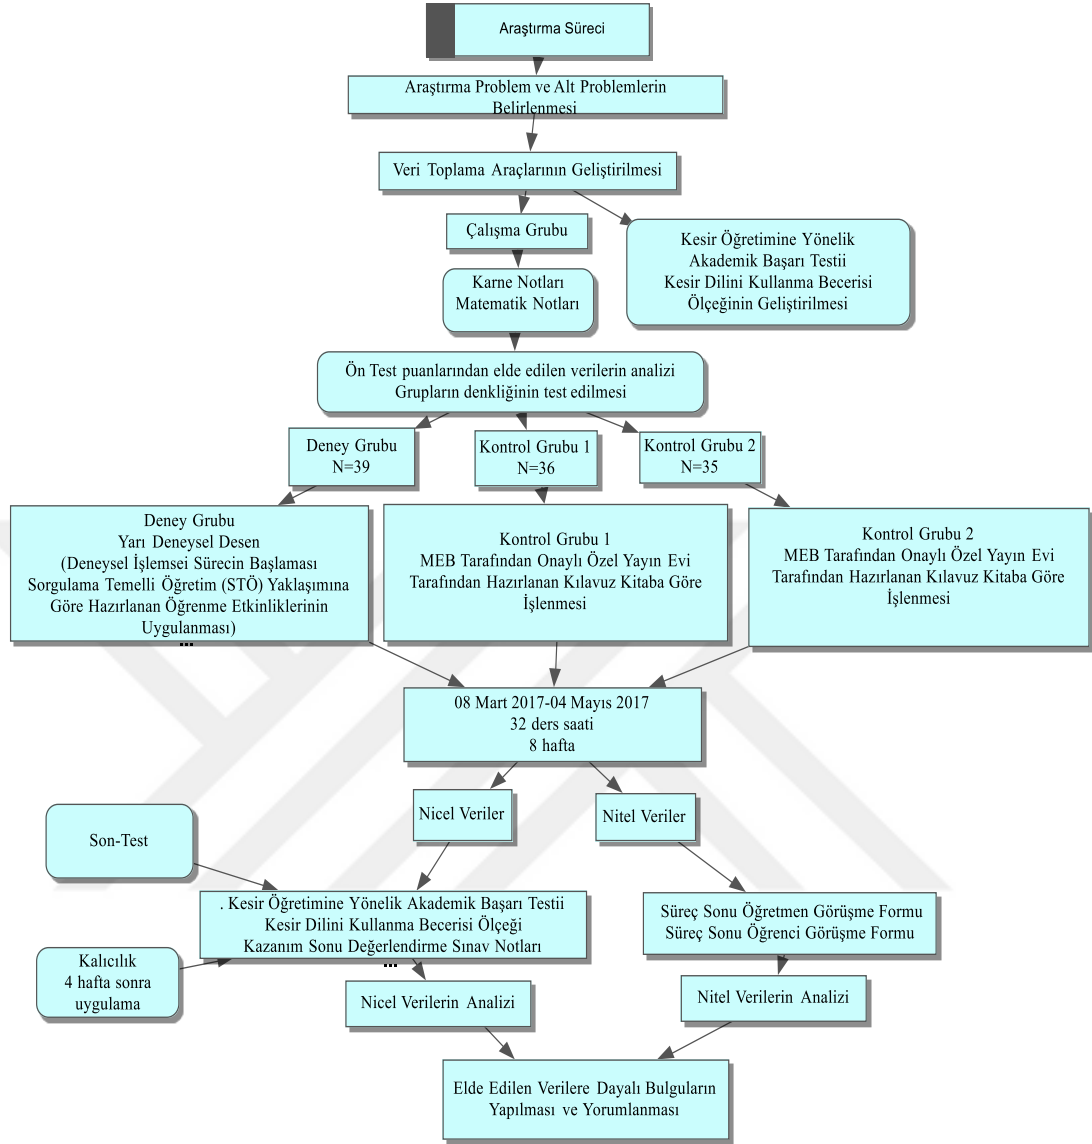 Araştırma Süreci
Araştırma Problem ve Alt Problemlerin
Belirlenmesi
Veri Toplama Araçlarının Geliştirilmesi
Çalışma Grubu
Kesir Öğretimine Yönelik
Akademik Başarı Testii
Kesir Dilini Kullanma Becerisi
Ölçeğinin Geliştirilmesi
Karne Notları
Matematik Notları
Ön Test puanlarından elde edilen verilerin analizi
Grupların denkliğinin test edilmesi
Deney Grubu
N=39
Kontrol Grubu 1
N=36
Kontrol Grubu 2
N=35
Deney Grubu
Yarı Deneysel Desen
(Deneysel İşlemsei Sürecin Başlaması
Sorgulama Temelli Öğretim (STÖ) Yaklaşımına
Göre Hazırlanan Öğrenme Etkinliklerinin
Uygulanması)
...
Kontrol Grubu 1
MEB Tarafından Onaylı Özel Yayın Evi
Tarafından Hazırlanan Kılavuz Kitaba Göre
İşlenmesi
Kontrol Grubu 2
MEB Tarafından Onaylı Özel Yayın Evi
Tarafından Hazırlanan Kılavuz Kitaba Göre
İşlenmesi
08 Mart 2017-04 Mayıs 2017
32 ders saati
8 hafta
Nicel Veriler
Nitel Veriler
Son-Test
. Kesir Öğretimine Yönelik Akademik Başarı Testii
Kesir Dilini Kullanma Becerisi Ölçeği
Kazanım Sonu Değerlendirme Sınav Notları
...
Süreç Sonu Öğretmen Görüşme Formu
Süreç Sonu Öğrenci Görüşme Formu
Kalıcılık
4 hafta sonra
uygulama
Nicel Verilerin Analizi
Nitel Verilerin Analizi
Elde Edilen Verilere Dayalı Bulguların
Yapılması ve Yorumlanması